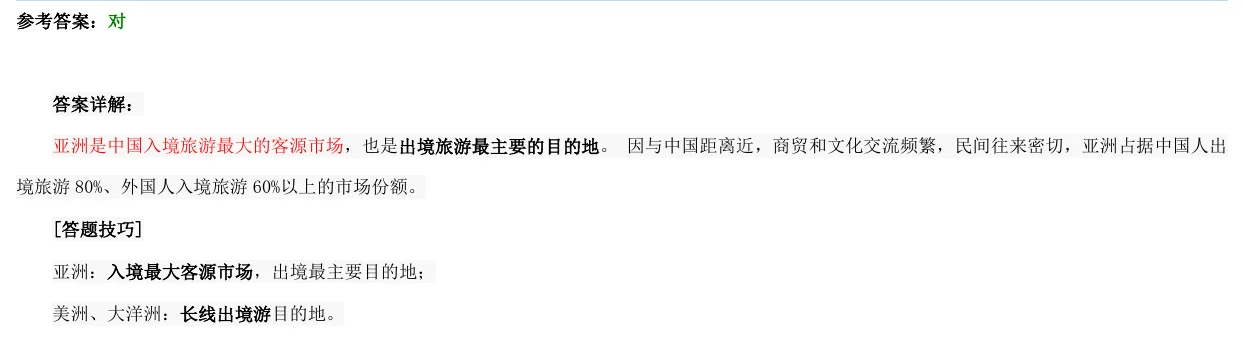 参考答案：对
答案详解：
亚洲是中国入境旅游最大的客源市场，也是出境旅游最主要的目的地。 因与中国距离近，商贸和文化交流频繁，民间往来密切，亚洲占据中国人出
境旅游 80%、外国人入境旅游 60%以上的市场份额。
[答题技巧]
亚洲：入境最大客源市场，出境最主要目的地；
美洲、大洋洲：长线出境游目的地。